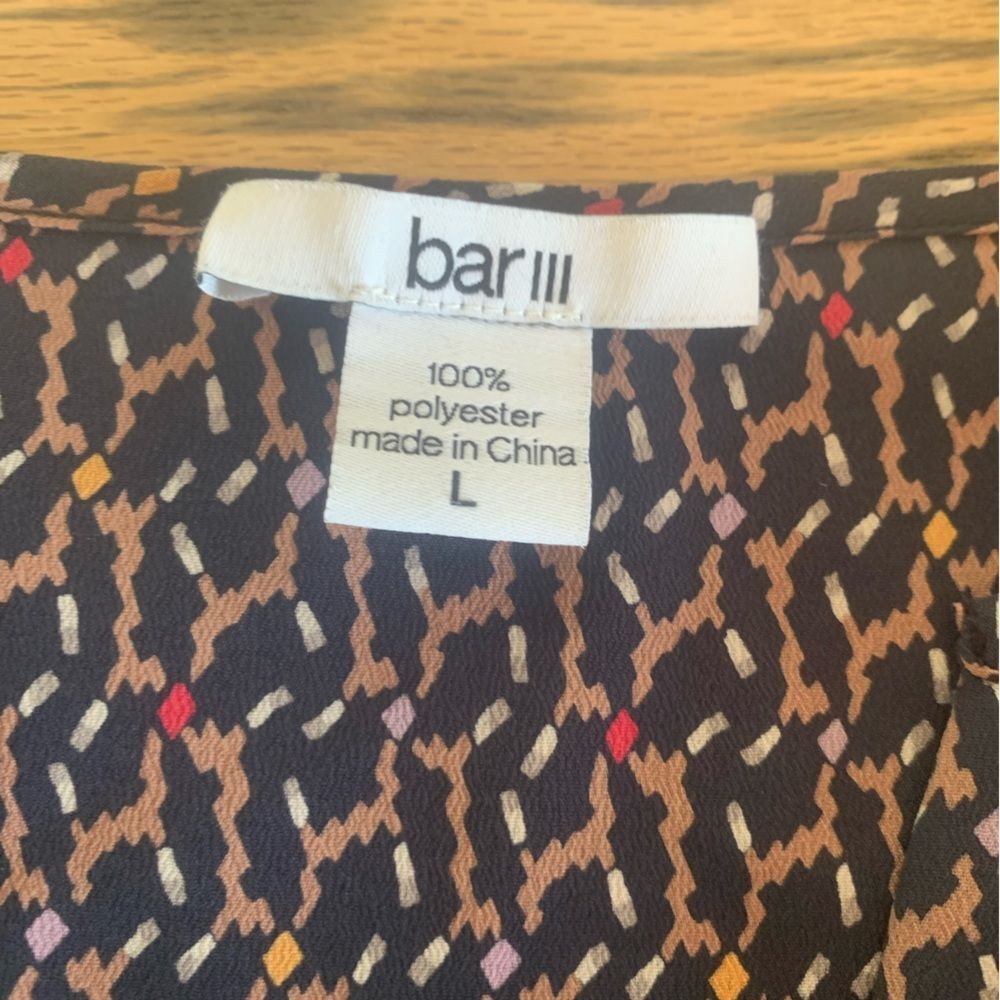 bar III
100%
polyester
made in China
L